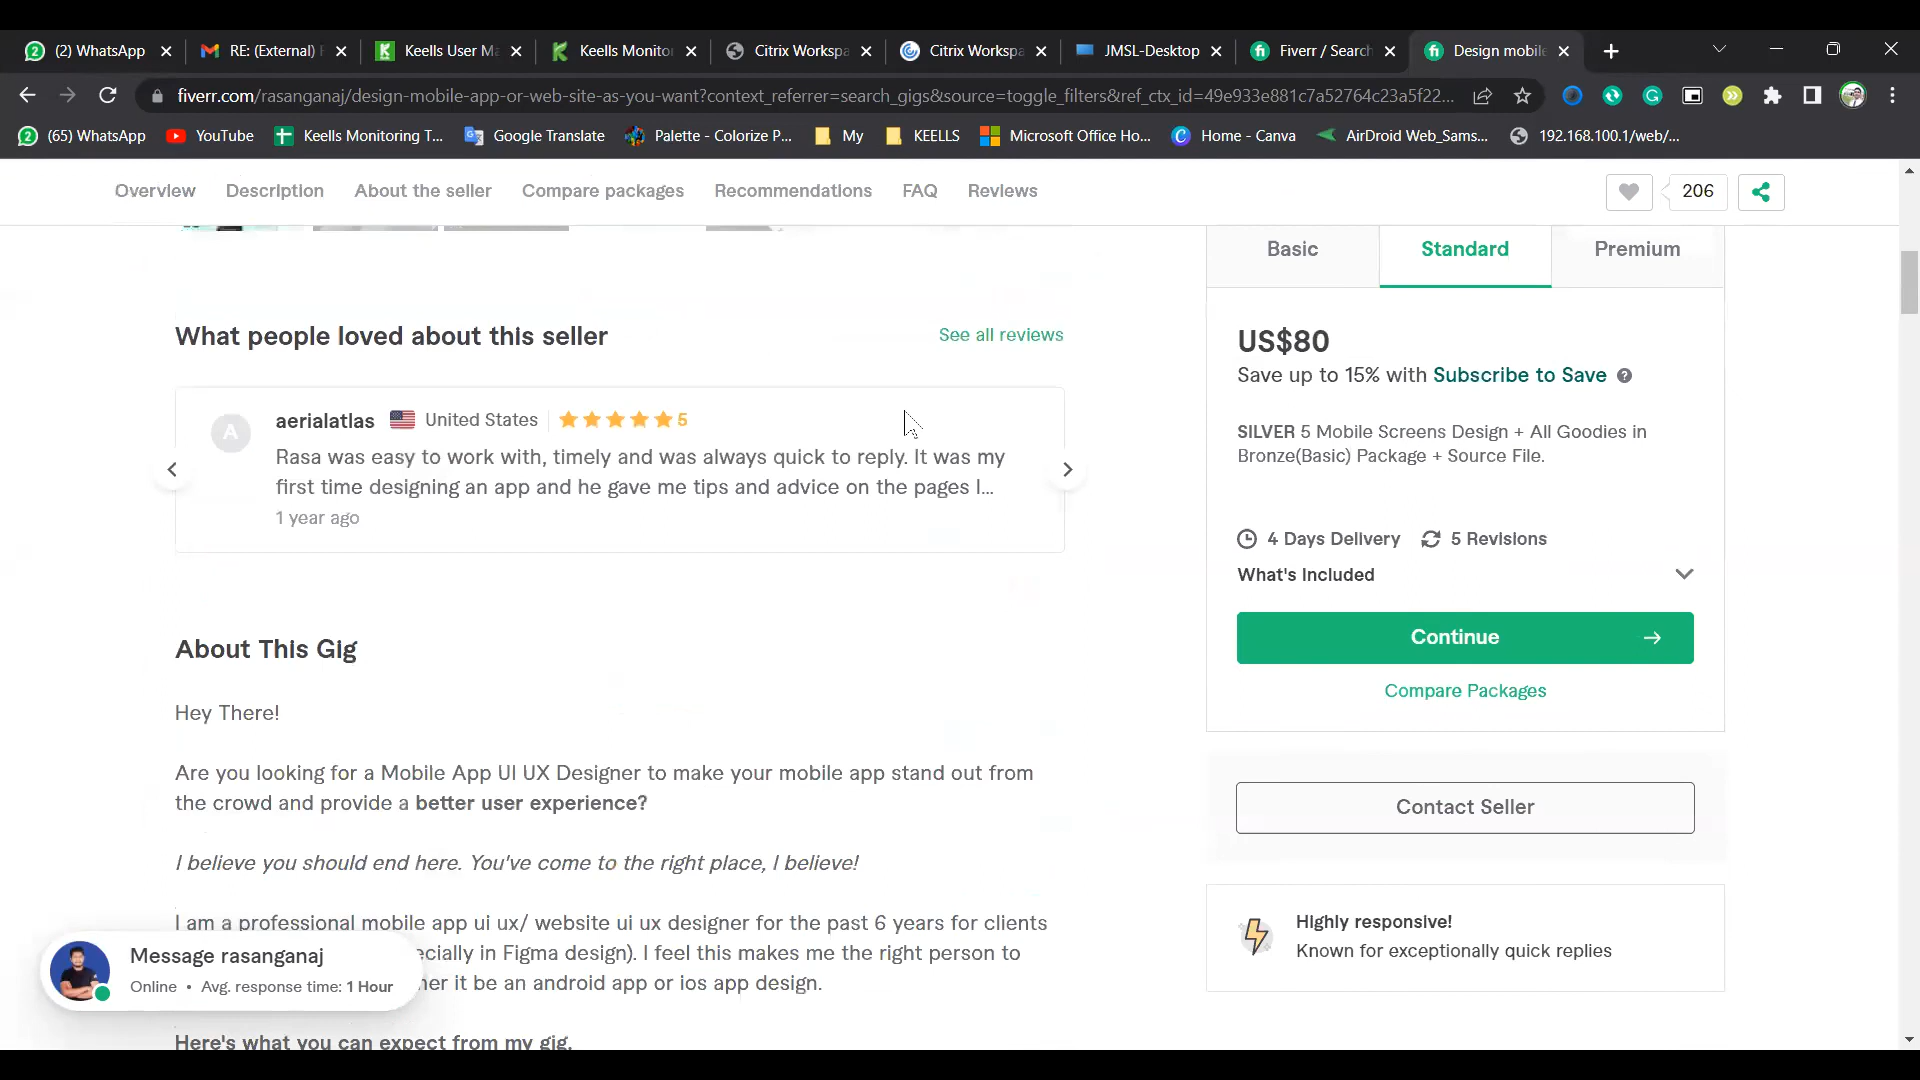 (2) WhatsApp
RE: (External)
Keells User Ma
Keells Monito
Citrix Workspa
Citrix Workspa
JMSL-Desktop
Fiverr / Search
Design mobile
fiverr.com/rasanganaj/design-mobile-app-or-web-site-as-you-want?context_referrer=search_gigs&source=toggle_filters&ref_ctx_id=49e933e881c7a52764c23a5f22...
(65) WhatsApp
YouTube
Keells Monitoring T...
Google Translate
Palette - Colorize P...
My
KEELLS
Microsoft Office Ho...
Home - Canva
AirDroid Web_Sams...
192.168.100.1/web/...
Overview
Description
About the seller
Compare packages
Recommendations
FAQ
Reviews
206
What people loved about this seller
See all reviews
A
aerialatlas
United States
5
Rasa was easy to work with, timely and was always quick to reply. It was my
first time designing an app and he gave me tips and advice on the pages I...
1 year ago
About This Gig
Hey There!
Are you looking for a Mobile App UI UX Designer to make your mobile app stand out from
the crowd and provide a better user experience?
I believe you should end here. You've come to the right place, I believe!
I am a professional mobile app ui ux/ website ui ux designer for the past 6 years for clients
ecially in Figma design). I feel this makes me the right person to
her it be an android app or ios app design.
Here's what you can expect from my gig.
Message rasanganaj
Online • Avg. response time: 1 Hour
Basic
Standard
Premium
US$80
Save up to 15% with Subscribe to Save
SILVER 5 Mobile Screens Design + All Goodies in
Bronze(Basic) Package + Source File.
4 Days Delivery
5 Revisions
What's Included
Continue
Compare Packages
Contact Seller
Highly responsive!
Known for exceptionally quick replies